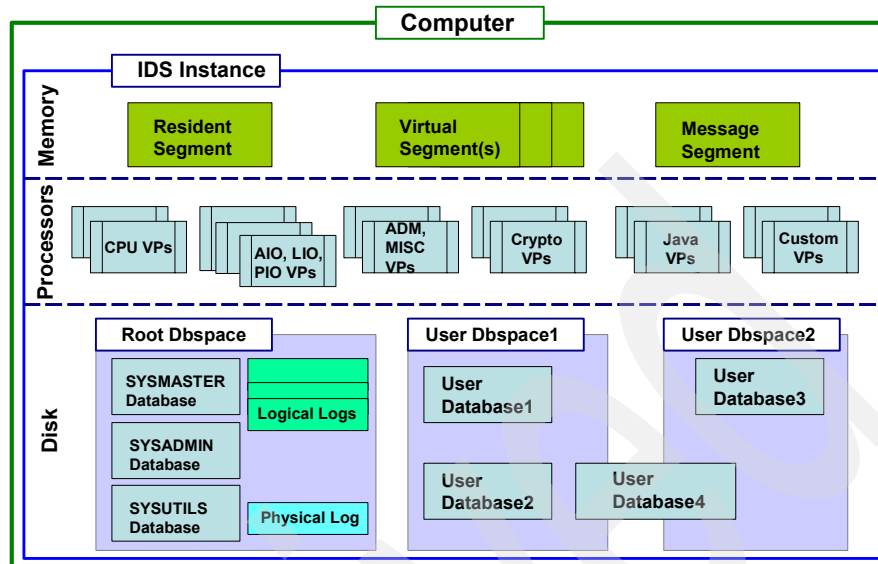 Computer
IDS Instance
Memory
Resident
Segment
Virtual
Segment(s)
Message
Segment
Processors
CPU VPs
AIO, LIO,
PIO VPs
ADM,
MISC
VPs
Crypto
VPs
Java
VPs
Custom
VPs
Disk
Root Dbspace
SYSMASTER
Database
Logical Logs
SYSADMIN
Database
SYSUTILS
Database
Physical Log
User Dbspace1
User
Database1
User
Database2
User Dbspace2
User
Database3
User
Database4